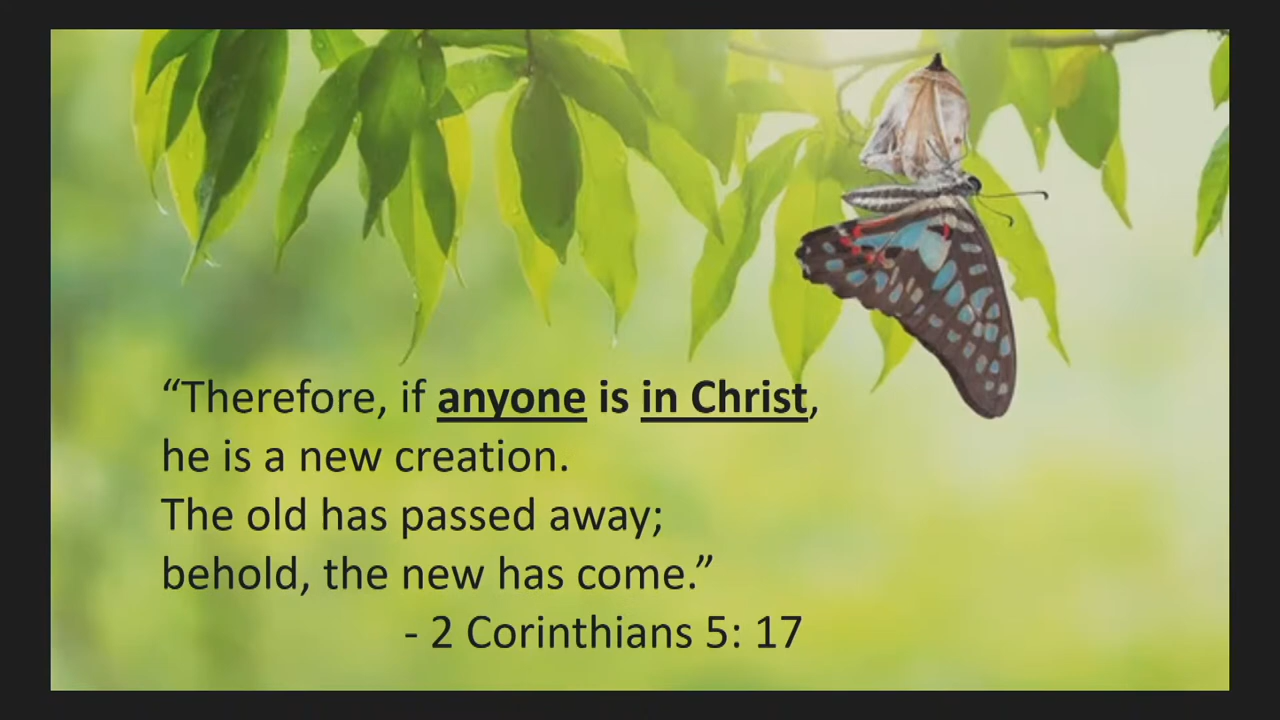 “Therefore, if anyone is in Christ,
he is a new creation.
The old has passed away;
behold, the new has come.”
- 2 Corinthians 5: 17